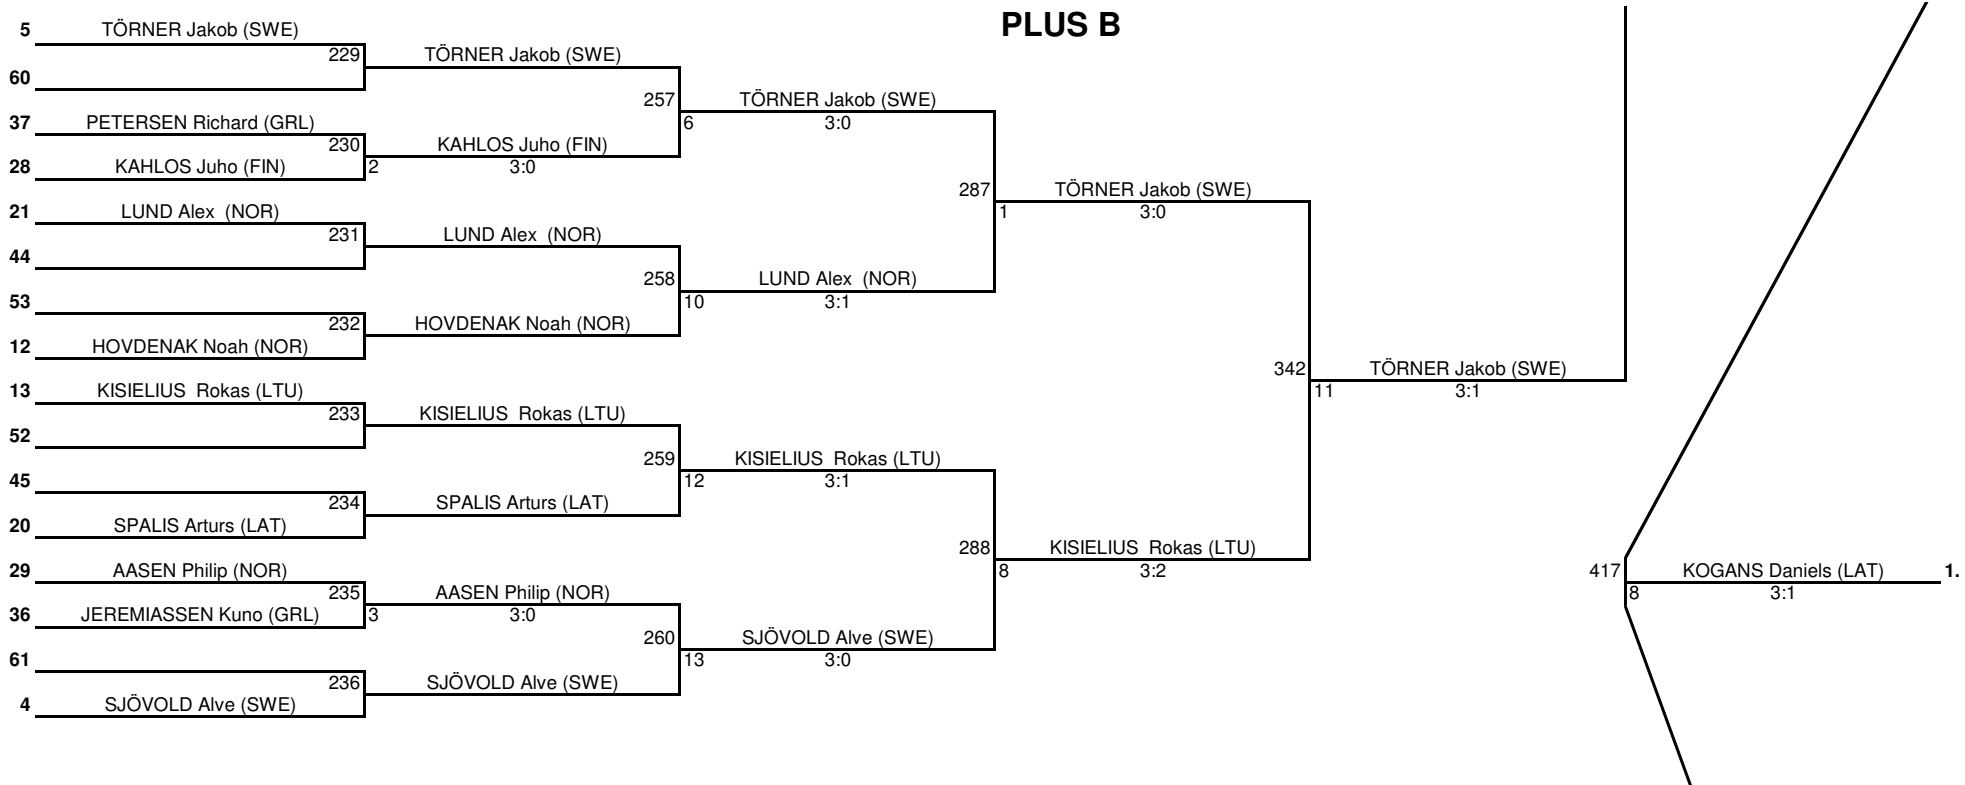 PLUS B
5 TÖRNER Jakob (SWE)
229 TÖRNER Jakob (SWE)
60
257 TÖRNER Jakob (SWE)
37 PETERSEN Richard (GRL)
6 3:0
230 KAHLOS Juho (FIN)
28 KAHLOS Juho (FIN) 2 3:0
287 TÖRNER Jakob (SWE)
21 LUND Alex (NOR)
1 3:0
231 LUND Alex (NOR)
44
258 LUND Alex (NOR)
53
10 3:1
232 HOVDENAK Noah (NOR)
12 HOVDENAK Noah (NOR)
342 TÖRNER Jakob (SWE)
13 KISIELIUS Rokas (LTU)
11 3:1
233 KISIELIUS Rokas (LTU)
52
259 KISIELIUS Rokas (LTU)
45
12 3:1
234 SPALIS Arturs (LAT)
20 SPALIS Arturs (LAT)
288 KISIELIUS Rokas (LTU)
29 AASEN Philip (NOR)
8 3:2
417 KOGANS Daniels (LAT) 1.
8 3:1
235 AASEN Philip (NOR)
36 JEREMIASSEN Kuno (GRL) 3 3:0
260 SJÖVOLD Alve (SWE)
61
13 3:0
236 SJÖVOLD Alve (SWE)
4 SJÖVOLD Alve (SWE)